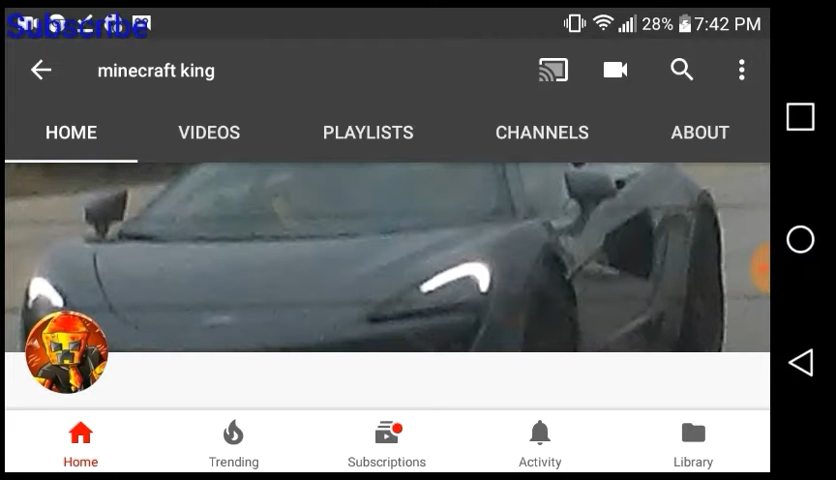 Subscribe
28% 7:42 PM
minecraft king
HOME VIDEOS PLAYLISTS CHANNELS ABOUT
Home Trending Subscriptions Activity Library